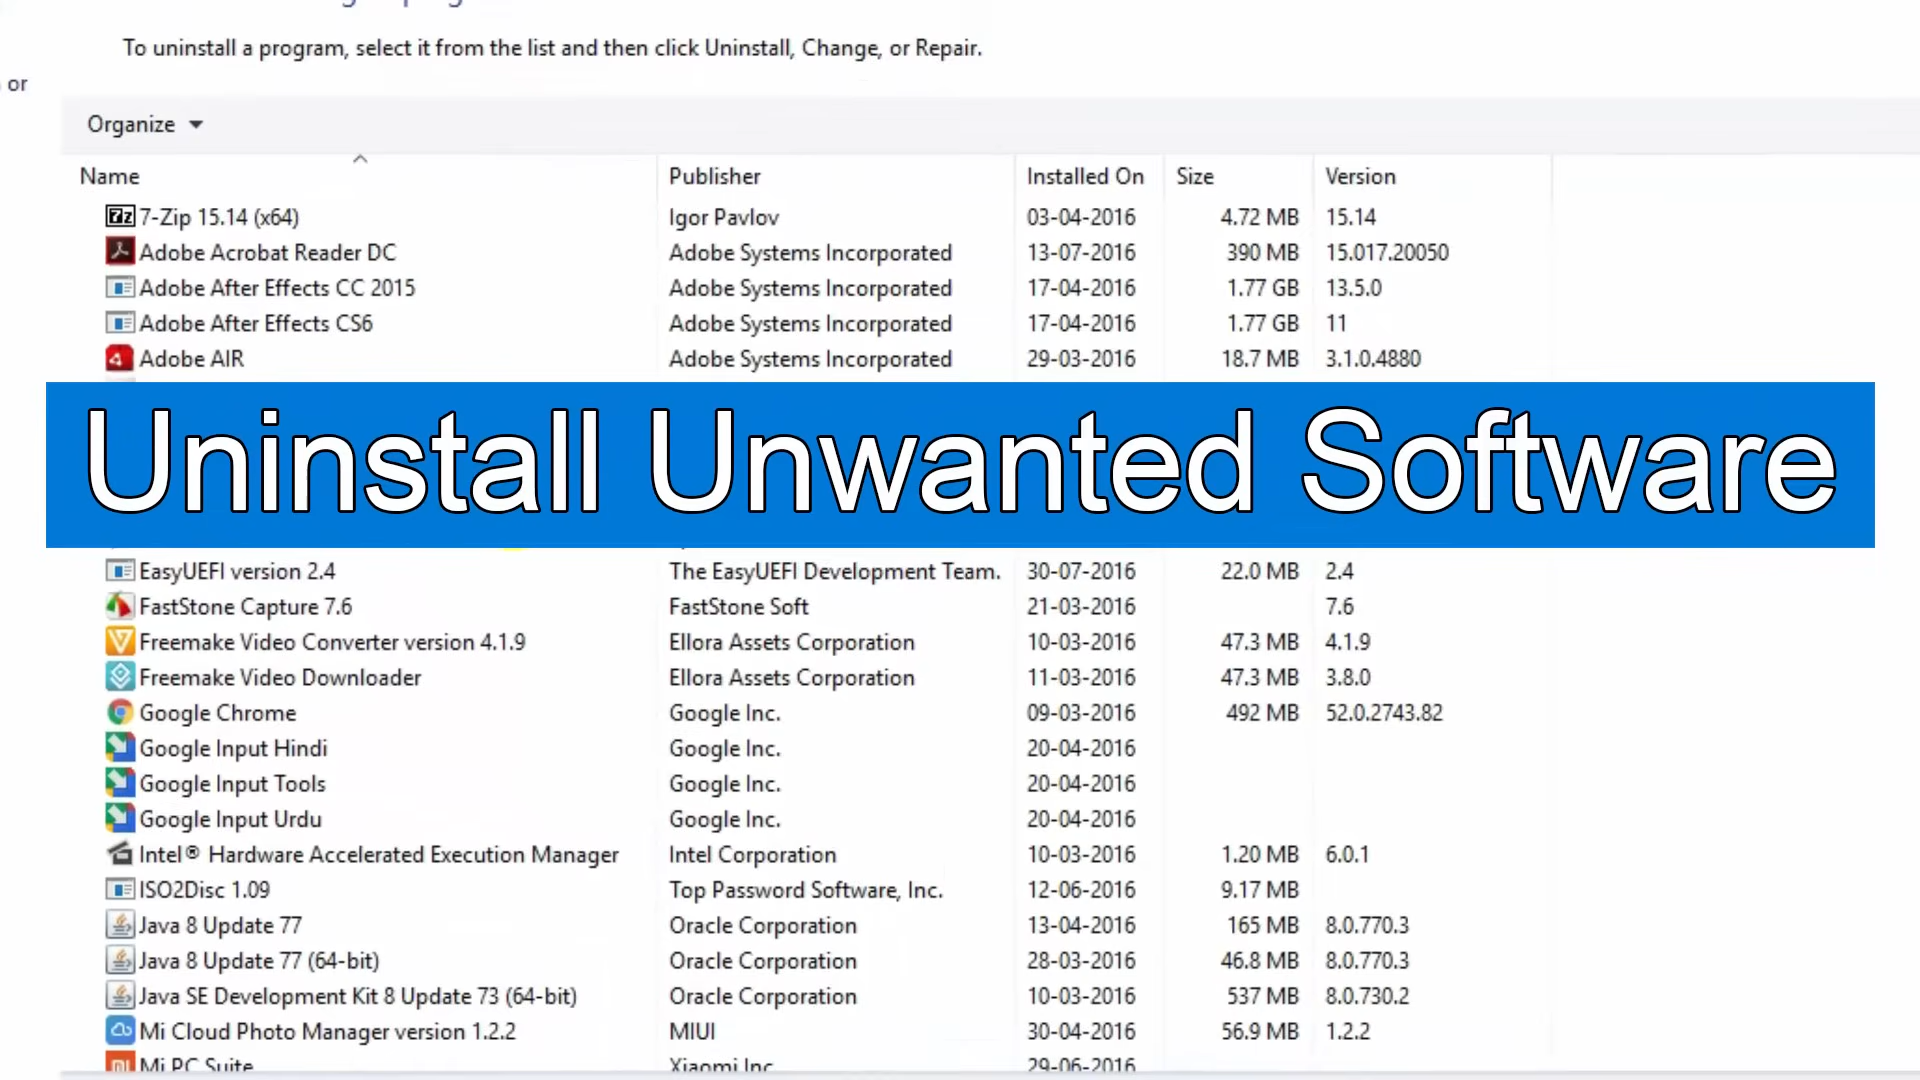 To uninstall a program, select it from the list and then click Uninstall, Change, or Repair.
or
Organize
Name Publisher Installed On Size Version
7-Zip 15.14 (x64) Igor Pavlov 03-04-2016 4.72 MB 15.14
Adobe Acrobat Reader DC Adobe Systems Incorporated 13-07-2016 390 MB 15.017.20050
Adobe After Effects CC 2015 Adobe Systems Incorporated 17-04-2016 1.77 GB 13.5.0
Adobe After Effects CS6 Adobe Systems Incorporated 17-04-2016 1.77 GB 11
Adobe AIR Adobe Systems Incorporated 29-03-2016 18.7 MB 3.1.0.4880
Uninstall Unwanted Software
EasyUEFI version 2.4 The EasyUEFI Development Team. 30-07-2016 22.0 MB 2.4
FastStone Capture 7.6 FastStone Soft 21-03-2016 7.6
Freemake Video Converter version 4.1.9 Ellora Assets Corporation 10-03-2016 47.3 MB 4.1.9
Freemake Video Downloader Ellora Assets Corporation 11-03-2016 47.3 MB 3.8.0
Google Chrome Google Inc. 09-03-2016 492 MB 52.0.2743.82
Google Input Hindi Google Inc. 20-04-2016
Google Input Tools Google Inc. 20-04-2016
Google Input Urdu Google Inc. 20-04-2016
Intel® Hardware Accelerated Execution Manager Intel Corporation 10-03-2016 1.20 MB 6.0.1
ISO2Disc 1.09 Top Password Software, Inc. 12-06-2016 9.17 MB
Java 8 Update 77 Oracle Corporation 13-04-2016 165 MB 8.0.770.3
Java 8 Update 77 (64-bit) Oracle Corporation 28-03-2016 46.8 MB 8.0.770.3
Java SE Development Kit 8 Update 73 (64-bit) Oracle Corporation 10-03-2016 537 MB 8.0.730.2
Mi Cloud Photo Manager version 1.2.2 MIUI 30-04-2016 56.9 MB 1.2.2
Mi PC Suite Xiaomi Inc 29-06-2016